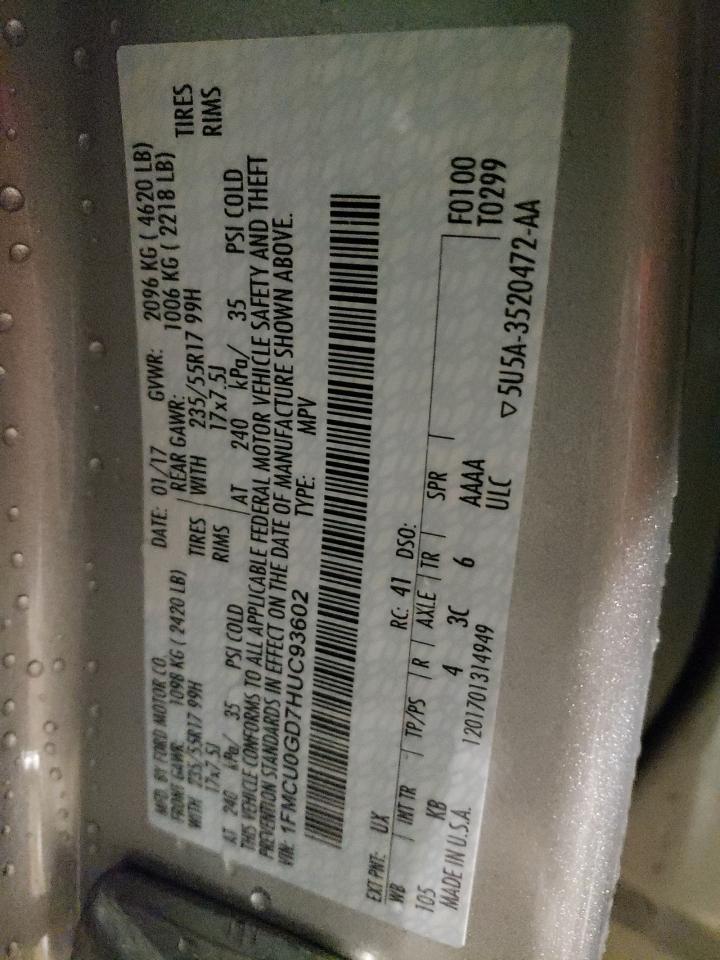 MFD. BY FORD MOTOR CO. DATE: 01/17 GVWR: 2096 KG ( 4620 LB)
FRONT GAWR: 1098 KG ( 2420 LB) REAR GAWR: 1006 KG ( 2218 LB)
WITH 235/55R17 99H TIRES WITH 235/55R17 99H TIRES
17x7.5J RIMS 17x7.5J RIMS
AT 240 kPa/ 35 PSI COLD AT 240 kPa/ 35 PSI COLD
THIS VEHICLE CONFORMS TO ALL APPLICABLE FEDERAL MOTOR VEHICLE SAFETY AND THEFT
PREVENTION STANDARDS IN EFFECT ON THE DATE OF MANUFACTURE SHOWN ABOVE.
VIN: 1FMCU0GD7HUC93602 TYPE: MPV
EXT PNT: UX RC: 41 DSO:
WB INT TR TP/PS R AXLE TR SPR F0100
105 KB 4 3C 6 AAAA T0299
MADE IN U.S.A. 1201701314949 ULC ▽5U5A-3520472-AA